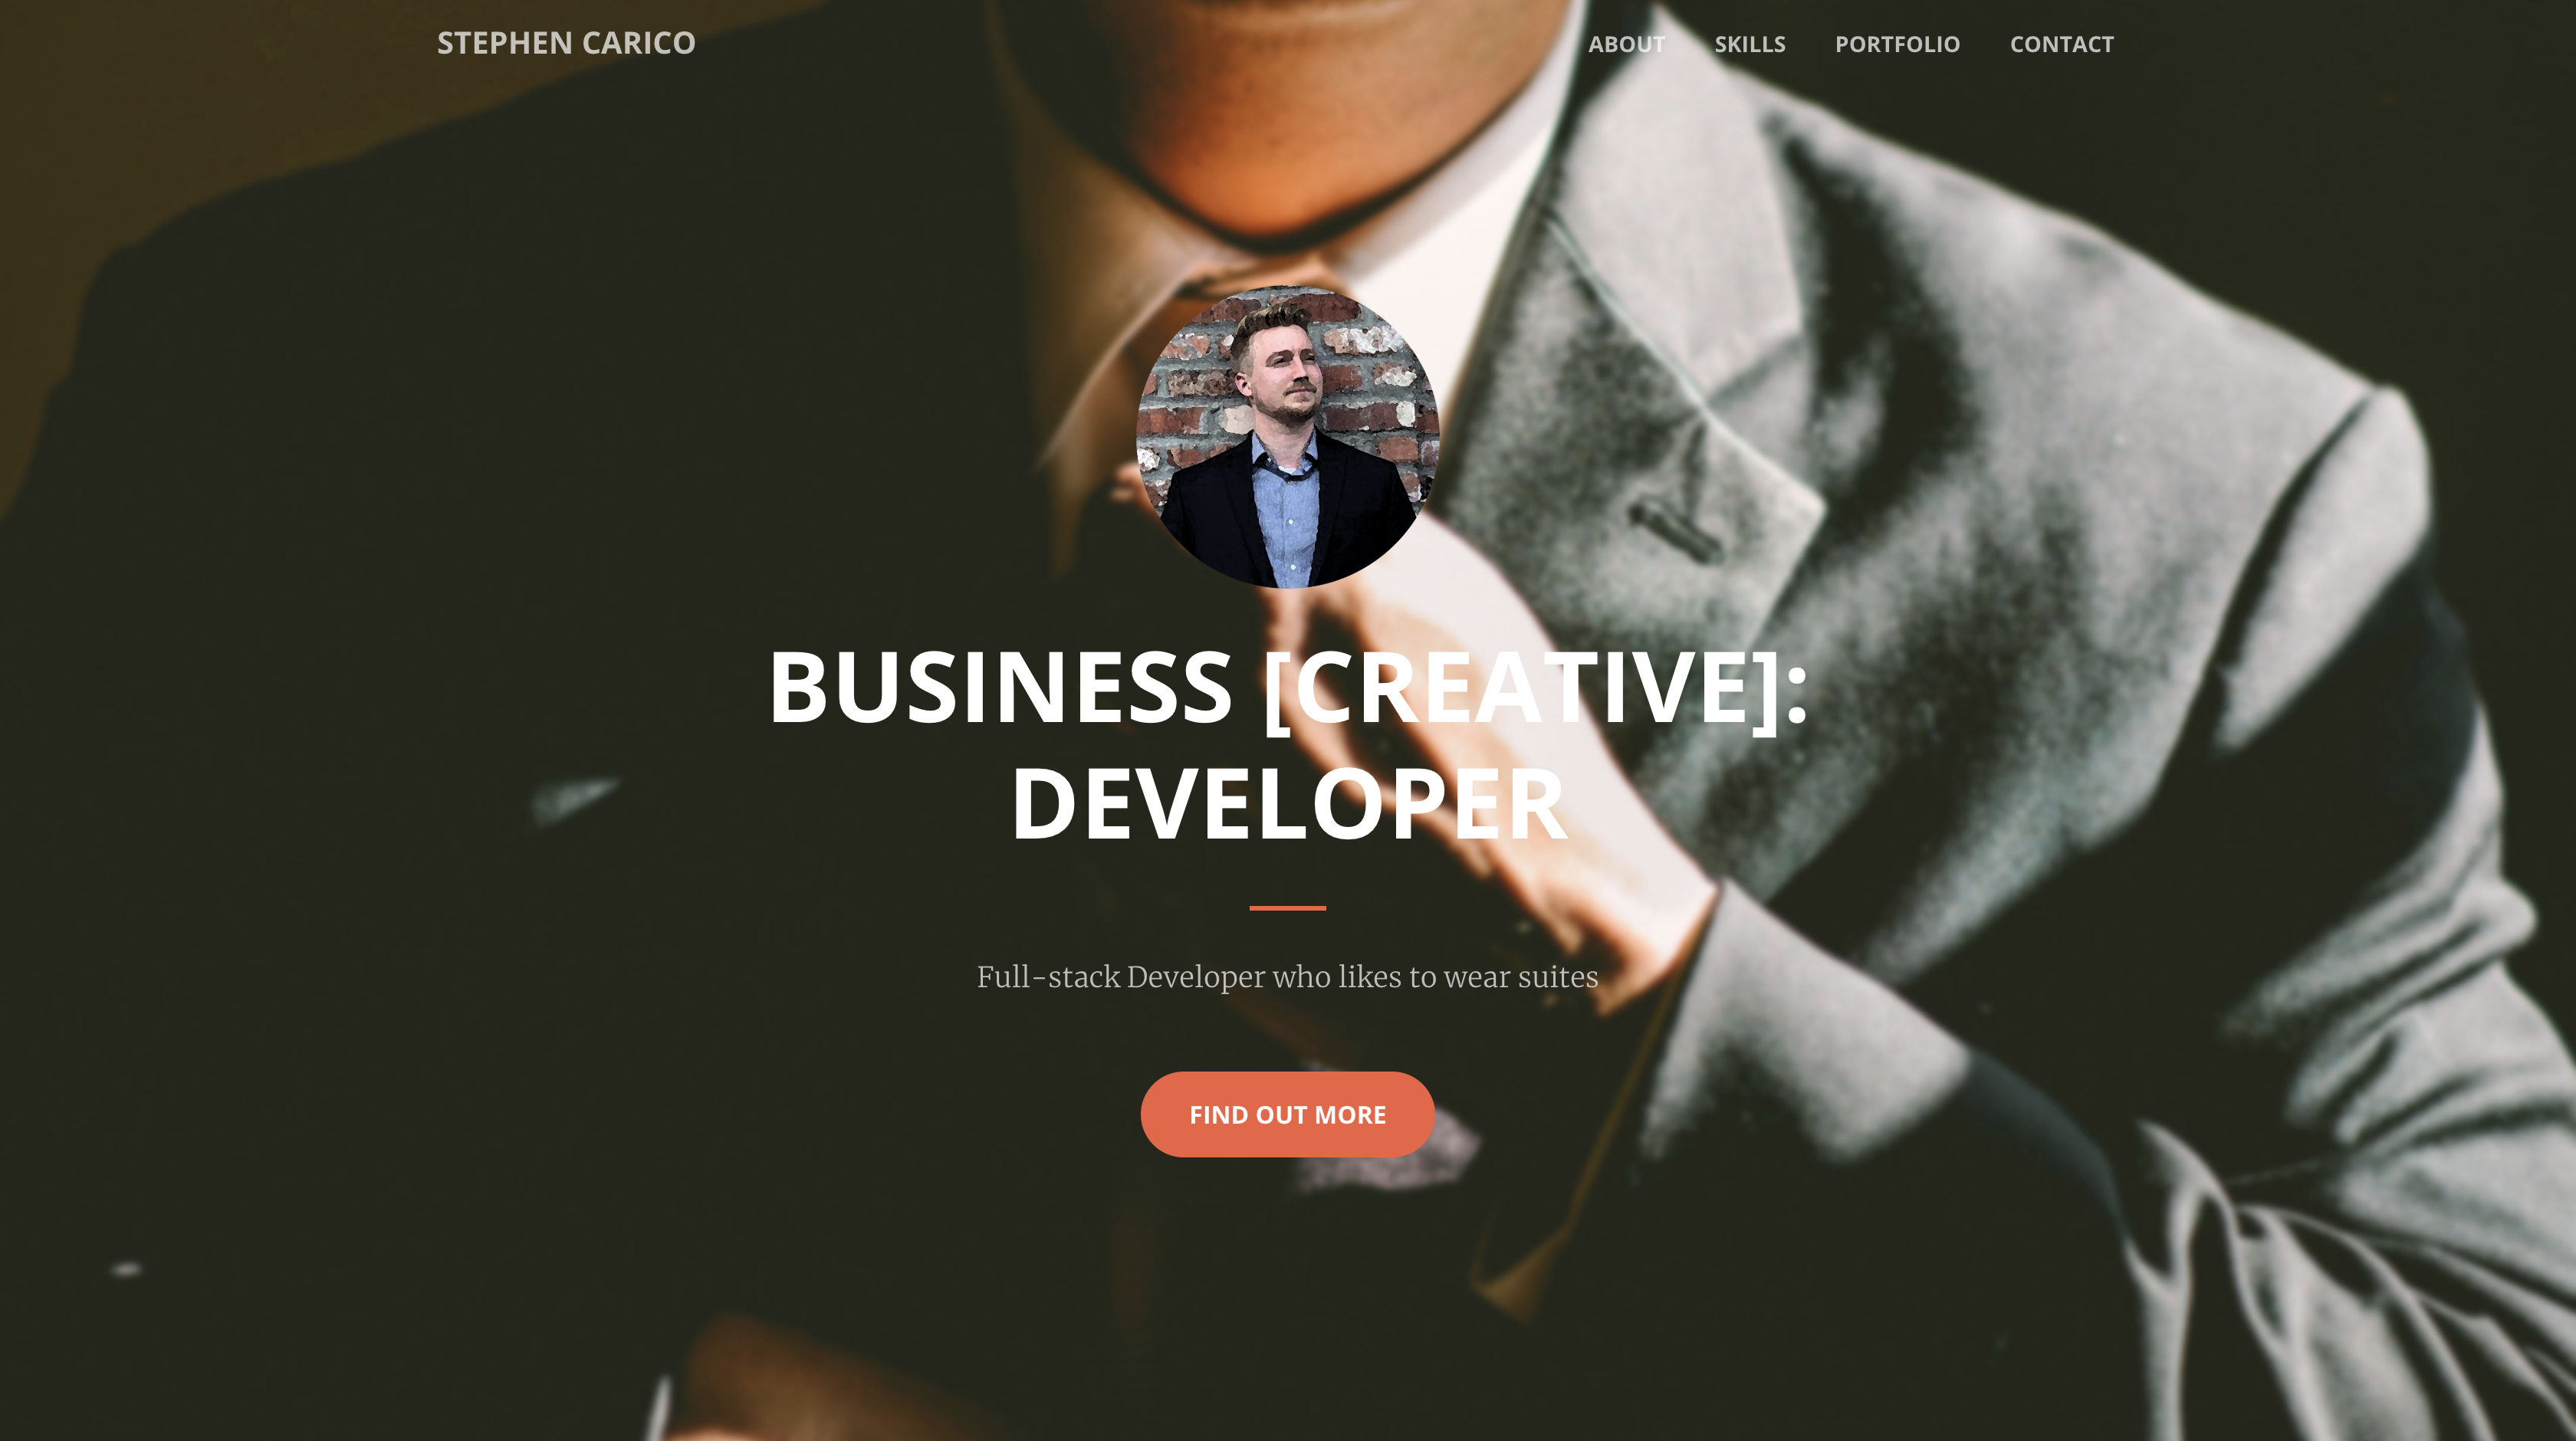 STEPHEN CARICO
ABOUT SKILLS PORTFOLIO CONTACT
BUSINESS [CREATIVE]:
DEVELOPER
Full-stack Developer who likes to wear suites
FIND OUT MORE